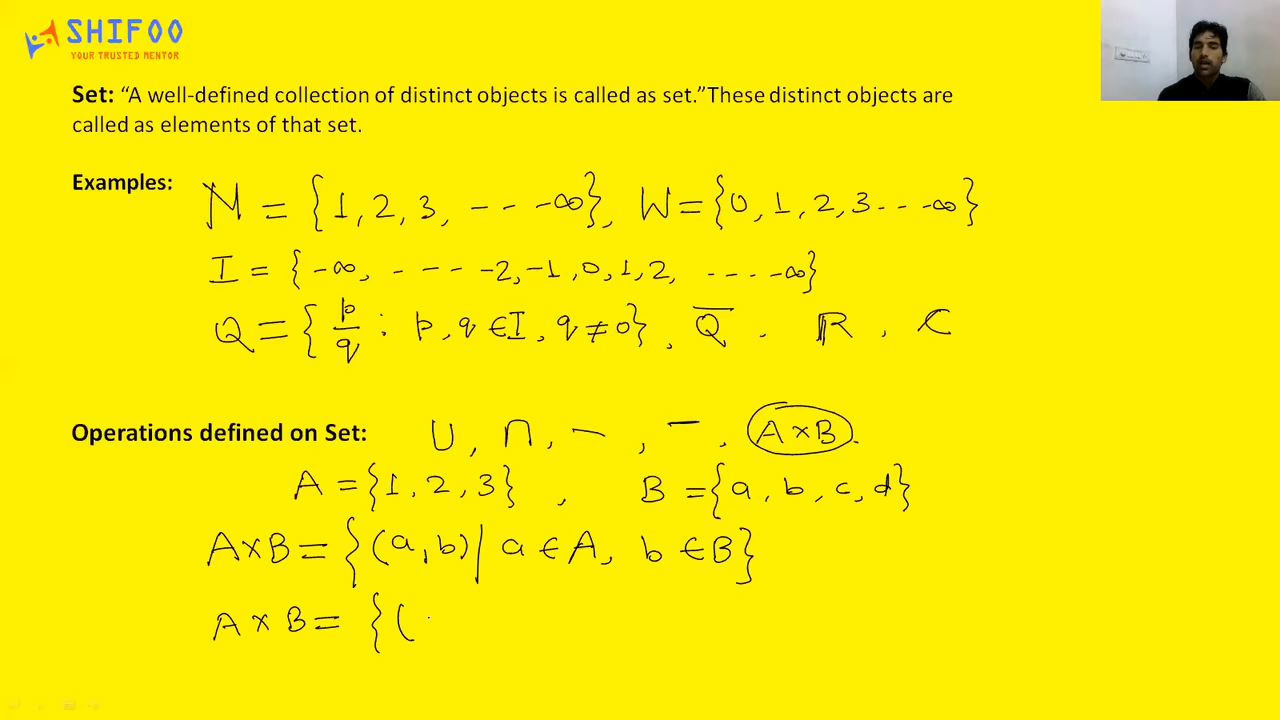 SHIFOO
YOUR TRUSTED MENTOR
Set: “A well-defined collection of distinct objects is called as set.”These distinct objects are
called as elements of that set.
Examples: N = {1, 2, 3, - - - ∞}, W = {0, 1, 2, 3 - - - ∞}
I = {-∞, - - - - -2, -1, 0, 1, 2, - - - - ∞}
Q = {p/q : p, q ∈ I, q ≠ 0}, Q̅, R, C
Operations defined on Set: ∪, ∩, –, ¯, A×B.
A = {1, 2, 3}, B = {a, b, c, d}
A×B = {(a, b) | a ∈ A, b ∈ B}
A × B = {(